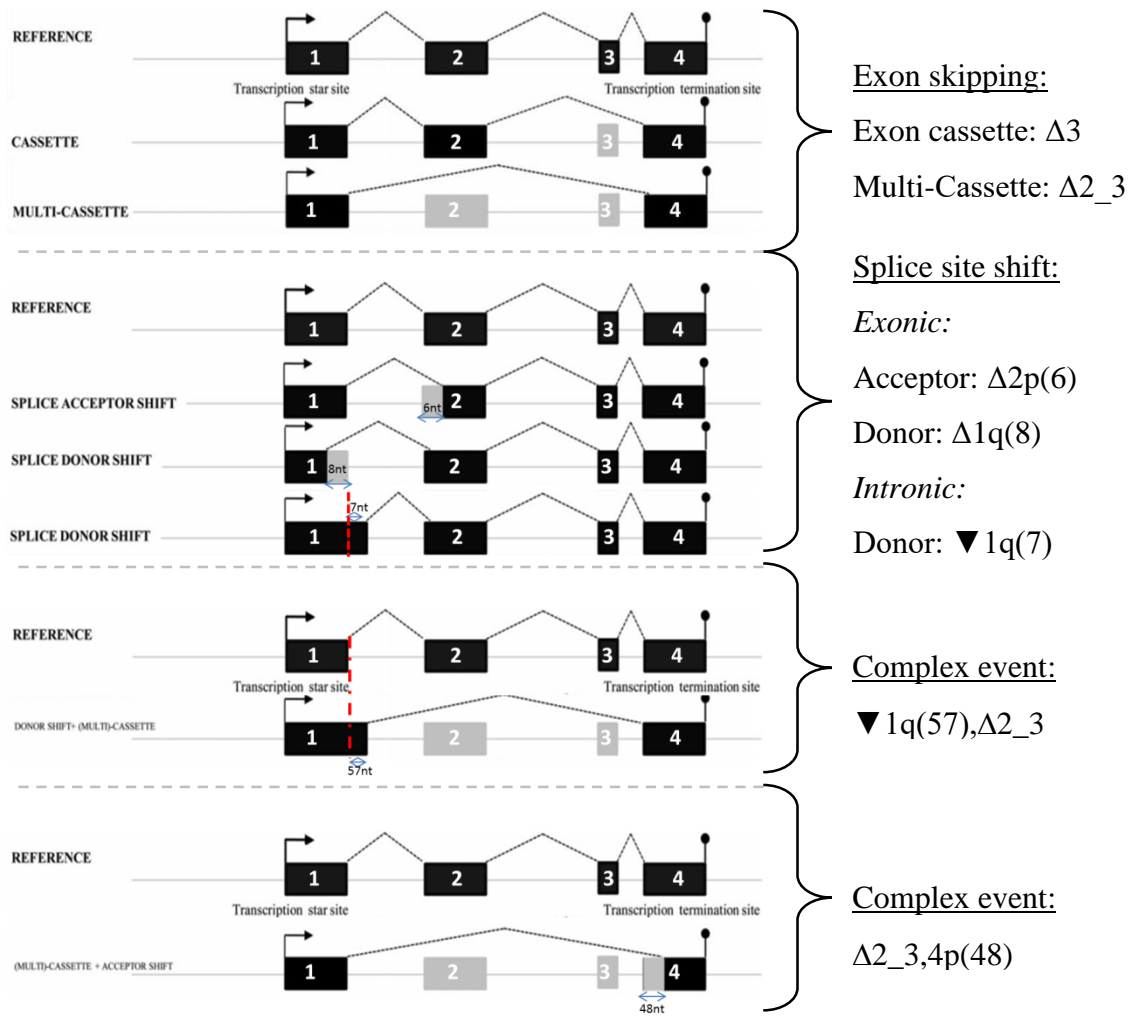 REFERENCE
1 2 3 4
Transcription star site Transcription termination site
CASSETTE
1 2 3 4
MULTI-CASSETTE
1 2 3 4
Exon skipping:
Exon cassette: Δ3
Multi-Cassette: Δ2_3
REFERENCE
1 2 3 4
SPLICE ACCEPTOR SHIFT
1 2 3 4
6nt
SPLICE DONOR SHIFT
1 2 3 4
8nt
7nt
SPLICE DONOR SHIFT
1 2 3 4
Splice site shift:
Exonic:
Acceptor: Δ2p(6)
Donor: Δ1q(8)
Intronic:
Donor: ▼1q(7)
REFERENCE
1 2 3 4
Transcription star site Transcription termination site
DONOR SHIFT+ (MULTI)-CASSETTE
1 2 3 4
57nt
Complex event:
▼1q(57),Δ2_3
REFERENCE
1 2 3 4
Transcription star site Transcription termination site
(MULTI)-CASSETTE + ACCEPTOR SHIFT
1 2 3 4
48nt
Complex event:
Δ2_3,4p(48)